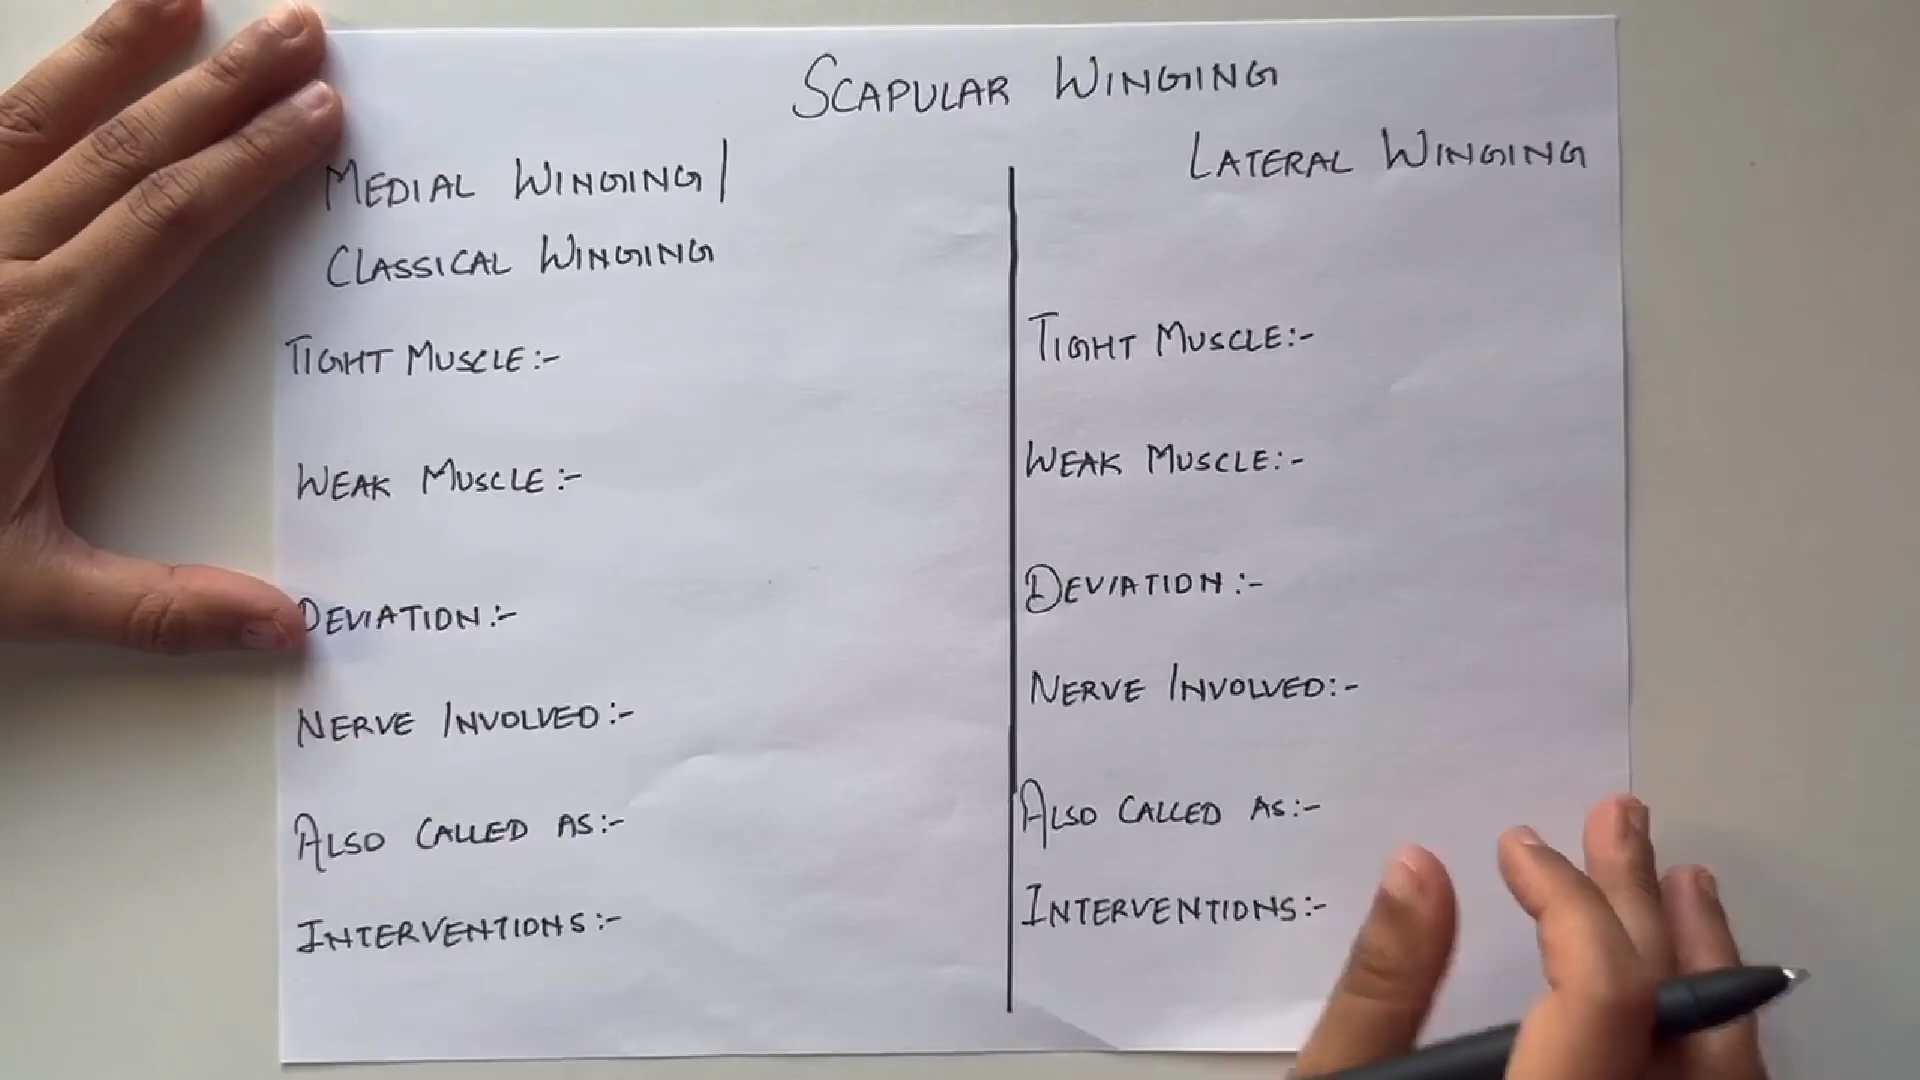 SCAPULAR WINGING
MEDIAL WINGING/
CLASSICAL WINGING
TIGHT MUSCLE:-
WEAK MUSCLE:-
DEVIATION:-
NERVE INVOLVED:-
ALSO CALLED AS:-
INTERVENTIONS:-
LATERAL WINGING
TIGHT MUSCLE:-
WEAK MUSCLE:-
DEVIATION:-
NERVE INVOLVED:-
ALSO CALLED AS:-
INTERVENTIONS:-